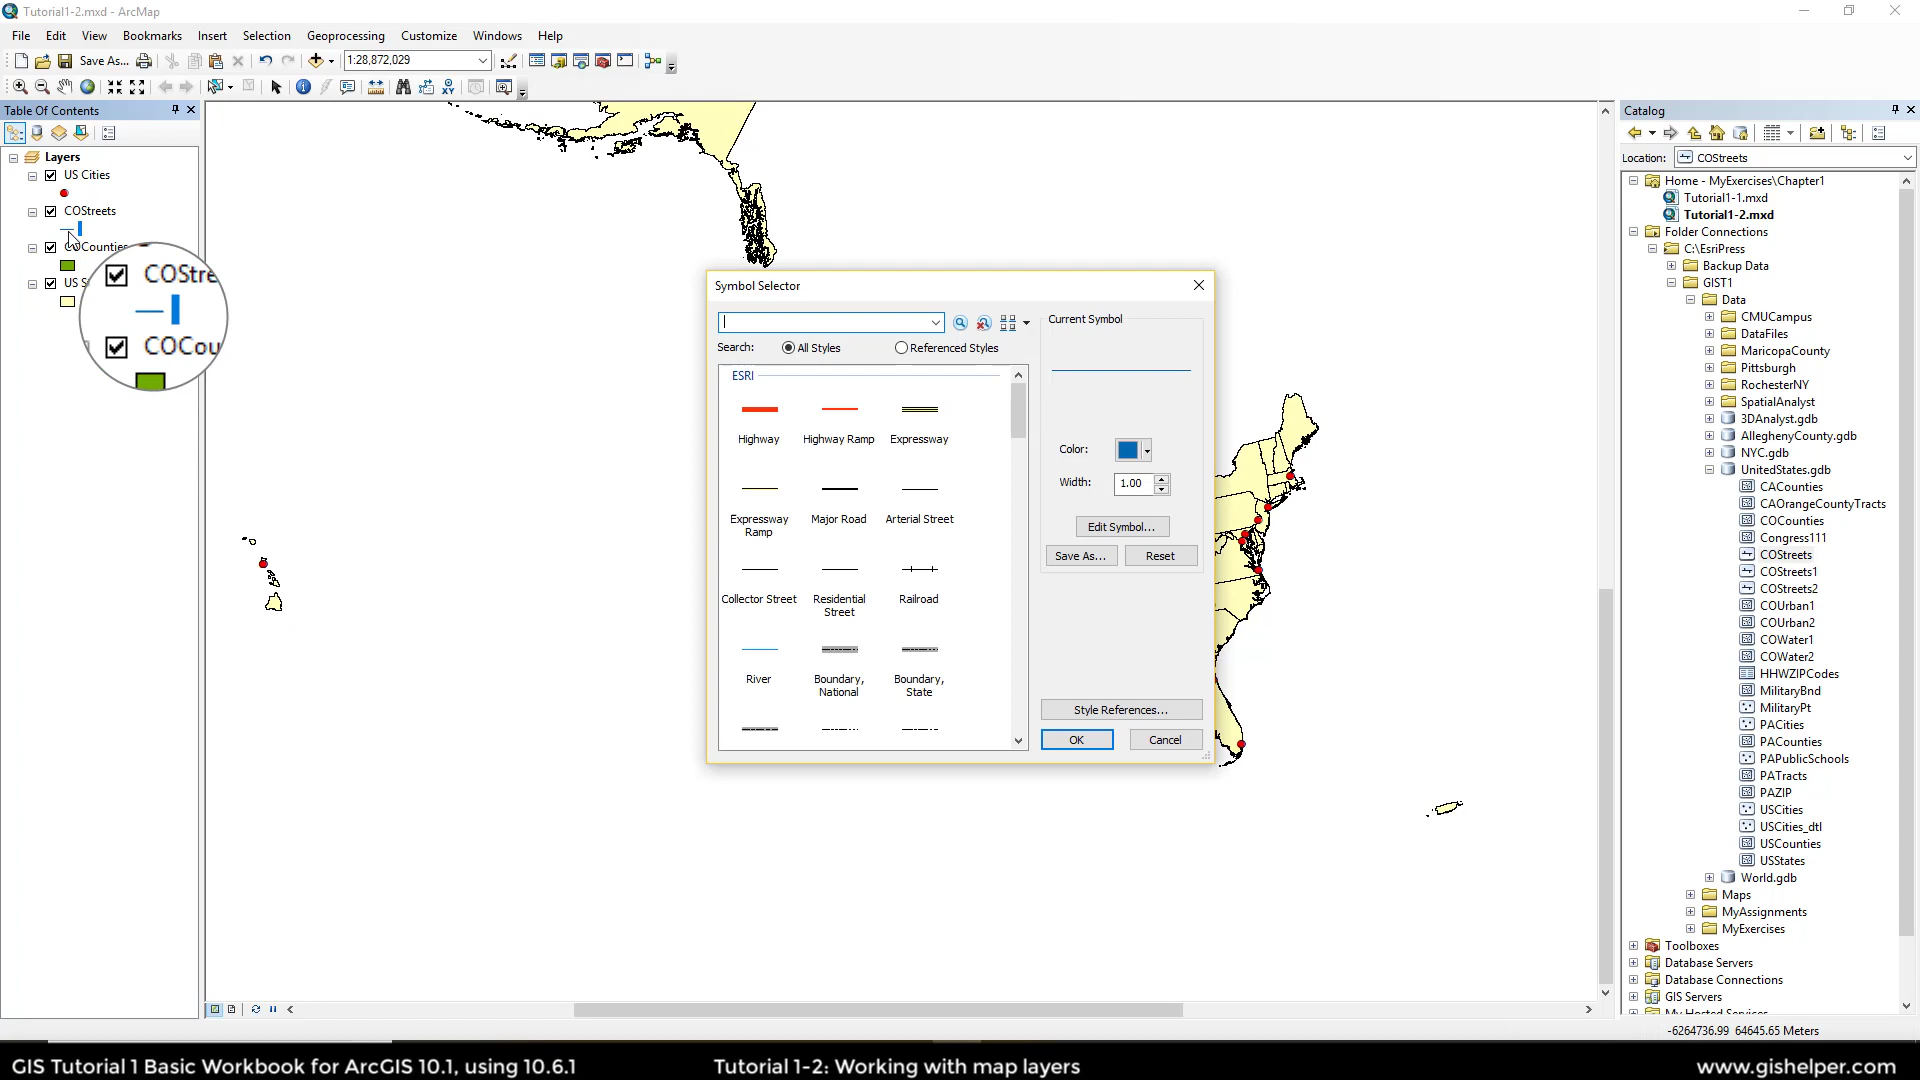 Tutorial1-2.mxd - ArcMap
File Edit View Bookmarks Insert Selection Geoprocessing Customize Windows Help
Save As... 1:28,872,029
Table Of Contents
Layers
US Cities
COStreets
COCounties
US S
COStre
COCou
Symbol Selector
Search: All Styles Referenced Styles
ESRI
Highway Highway Ramp Expressway
Expressway Ramp Major Road Arterial Street
Collector Street Residential Street Railroad
River Boundary, National Boundary, State
Current Symbol
Color:
Width: 1.00
Edit Symbol...
Save As... Reset
Style References...
OK Cancel
Catalog
Location: COStreets
Home - MyExercises\Chapter1
Tutorial1-1.mxd
Tutorial1-2.mxd
Folder Connections
C:\EsriPress
Backup Data
GIST1
Data
CMUCampus
DataFiles
MaricopaCounty
Pittsburgh
RochesterNY
SpatialAnalyst
3DAnalyst.gdb
AlleghenyCounty.gdb
NYC.gdb
UnitedStates.gdb
CACounties
CAOrangeCountyTracts
COCounties
Congress111
COStreets
COStreets1
COStreets2
COUrban1
COUrban2
COWater1
COWater2
HHWZIPCodes
MilitaryBnd
MilitaryPt
PACities
PACounties
PAPublicSchools
PATracts
PAZIP
USCities
USCities_dtl
USCounties
USStates
World.gdb
Maps
MyAssignments
MyExercises
Toolboxes
Database Servers
Database Connections
GIS Servers
My Hosted Services
-6264736.99 64645.65 Meters
GIS Tutorial 1 Basic Workbook for ArcGIS 10.1, using 10.6.1
Tutorial 1-2: Working with map layers
www.gishelper.com